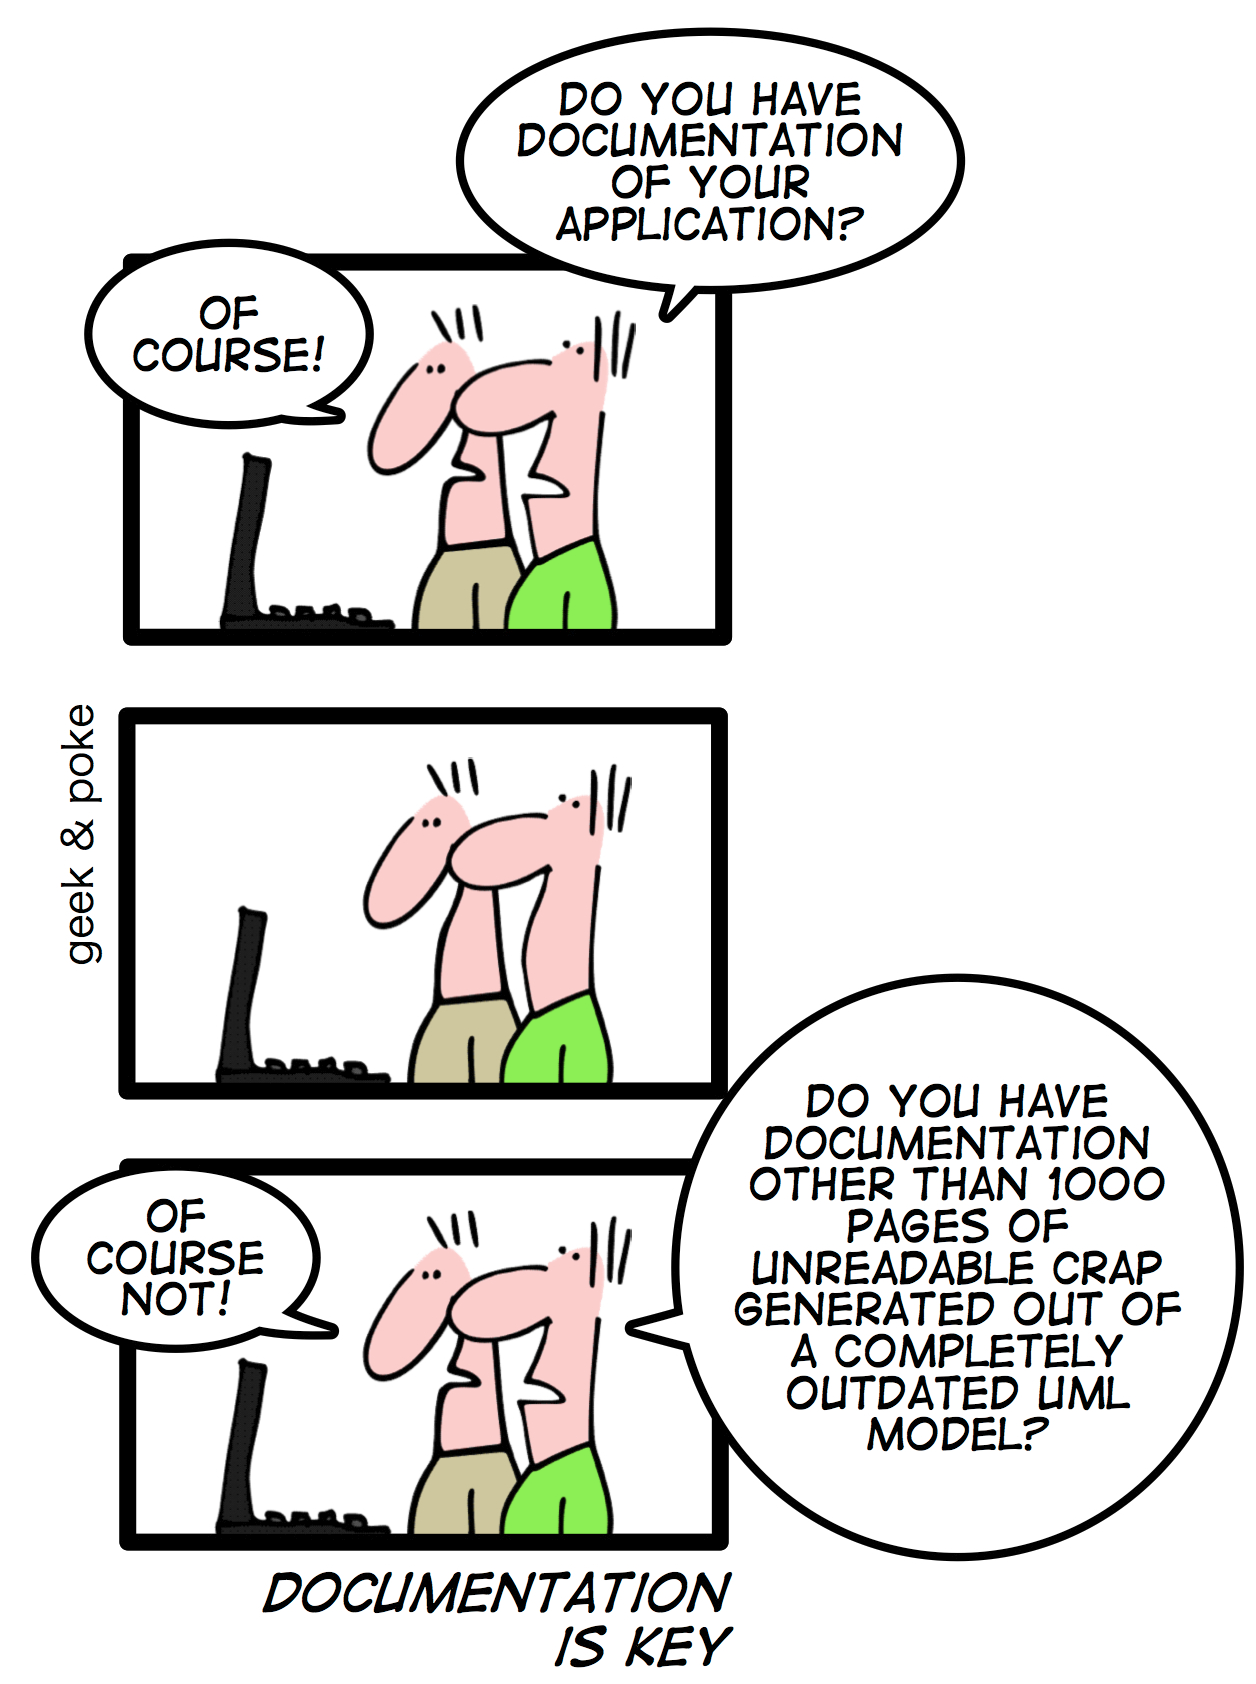 DO YOU HAVE
DOCUMENTATION
OF YOUR
APPLICATION?
OF
COURSE!
geek & poke
DO YOU HAVE
DOCUMENTATION
OTHER THAN 1000
PAGES OF
UNREADABLE CRAP
GENERATED OUT OF
A COMPLETELY
OUTDATED UML
MODEL?
OF
COURSE
NOT!
DOCUMENTATION
IS KEY